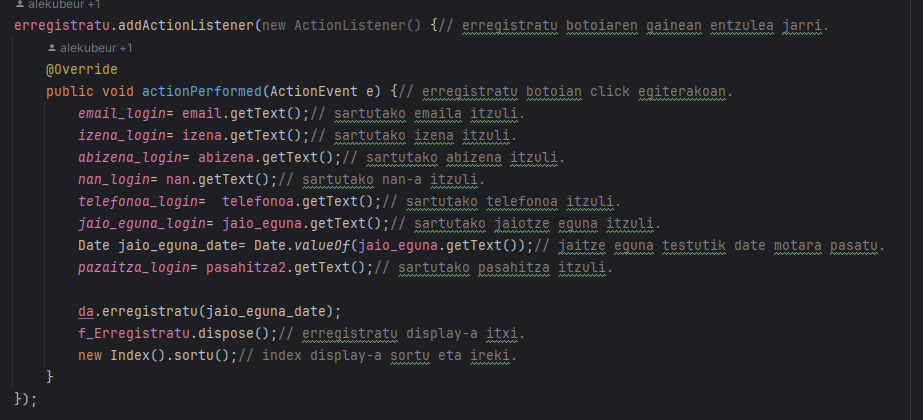 alekubeur +1
erregistratu.addActionListener(new ActionListener() {// erregistratu botoiaren gainean entzulea jarri.
alekubeur +1
@Override
public void actionPerformed(ActionEvent e) {// erregistratu botoian click egiterakoan.
email_login= email.getText();// sartutako emaila itzuli.
izena_login= izena.getText();// sartutako izena itzuli.
abizena_login= abizena.getText();// sartutako abizena itzuli.
nan_login= nan.getText();// sartutako nan-a itzuli.
telefonoa_login=  telefonoa.getText();// sartutako telefonoa itzuli.
jaio_eguna_login= jaio_eguna.getText();// sartutako jaiotze eguna itzuli.
Date jaio_eguna_date= Date.valueOf(jaio_eguna.getText());// jaitze eguna testutik date motara pasatu.
pazaitza_login= pasahitza2.getText();// sartutako pasahitza itzuli.
da.erregistratu(jaio_eguna_date);
f_Erregistratu.dispose();// erregistratu display-a itxi.
new Index().sortu();// index display-a sortu eta ireki.
}
});